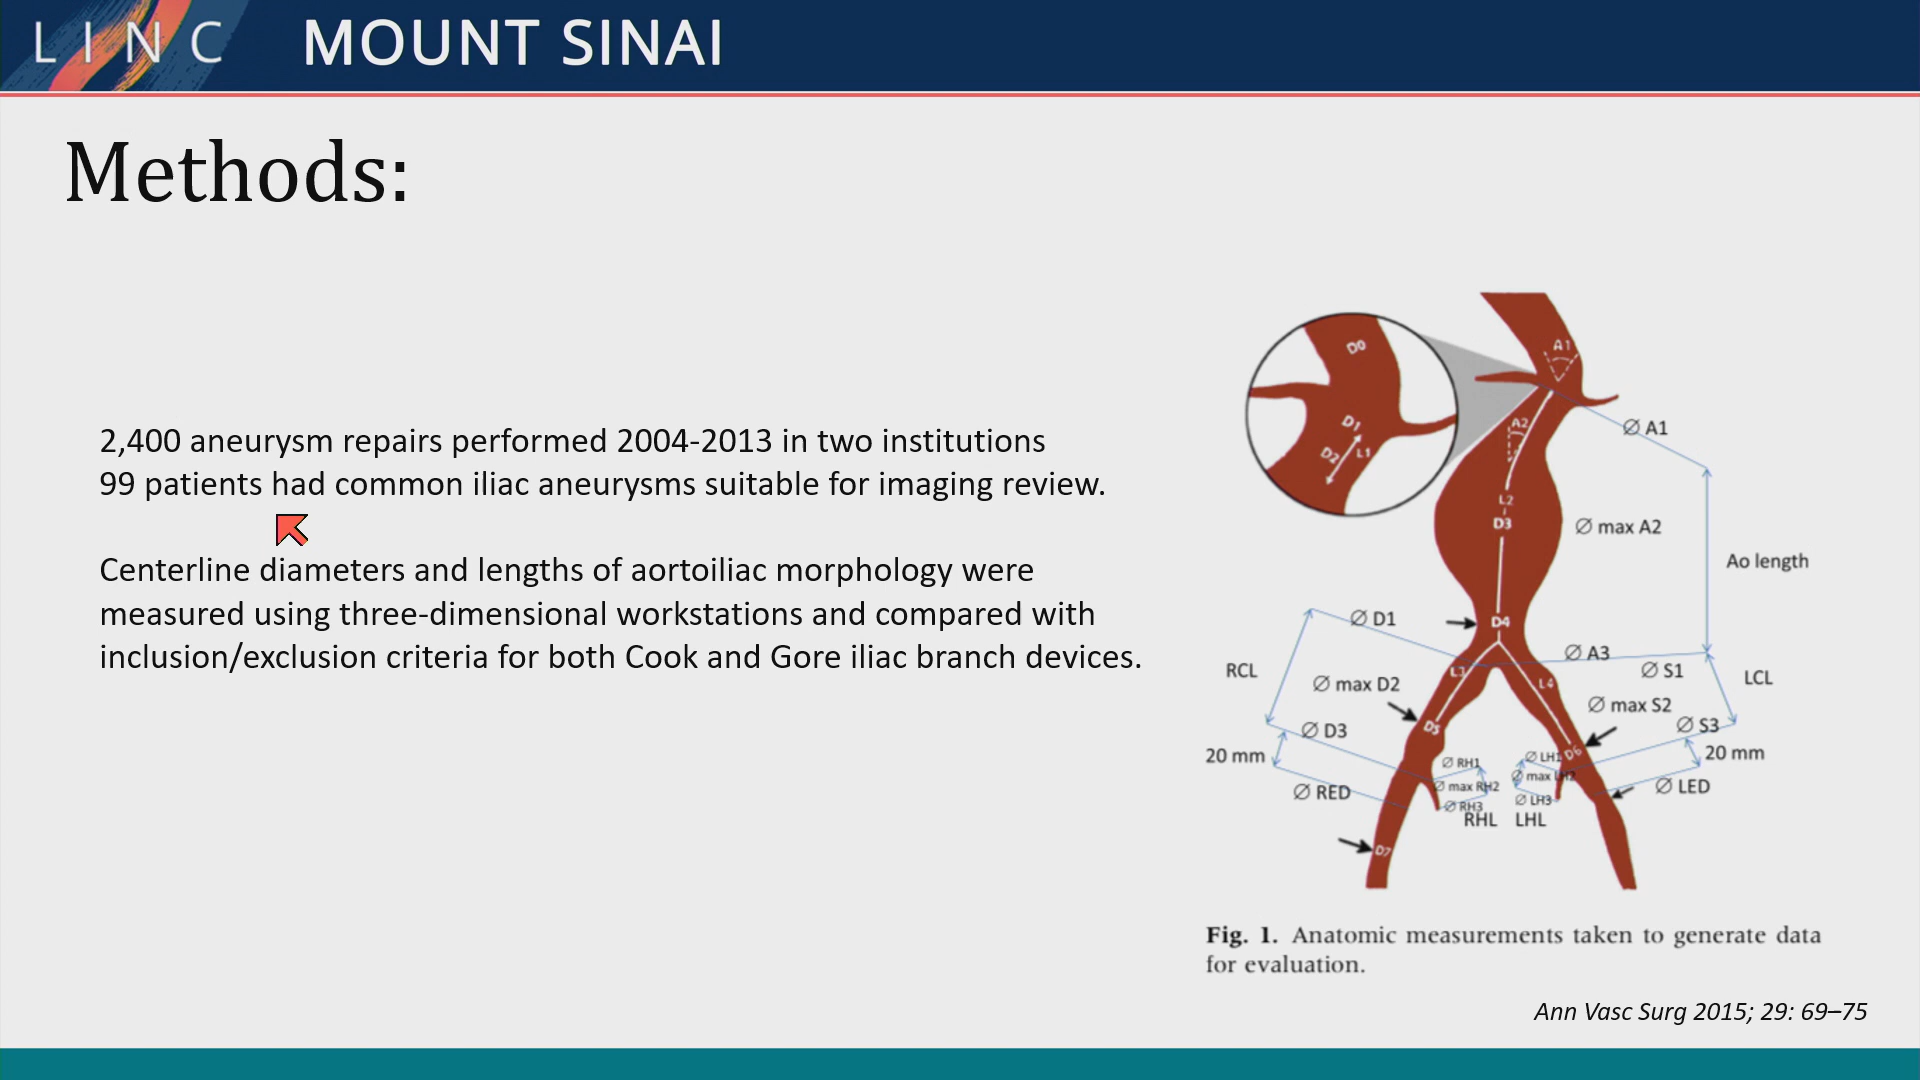 LINC MOUNT SINAI
Methods:
2,400 aneurysm repairs performed 2004-2013 in two institutions
99 patients had common iliac aneurysms suitable for imaging review.
Centerline diameters and lengths of aortoiliac morphology were
measured using three-dimensional workstations and compared with
inclusion/exclusion criteria for both Cook and Gore iliac branch devices.
D0
D1
D2
L1
A1
A2
L2
D3
D4
L3
L4
D5
D6
D7
∅ A1
∅ max A2
Ao length
∅ D1
∅ A3
∅ S1
RCL
LCL
∅ max D2
∅ max S2
∅ D3
∅ S3
20 mm
20 mm
∅ RH1
∅ LH1
∅ max RH2
∅ max LH2
∅ RED
∅ LED
∅ RH3
∅ LH3
RHL
LHL
Fig. 1. Anatomic measurements taken to generate data
for evaluation.
Ann Vasc Surg 2015; 29: 69–75